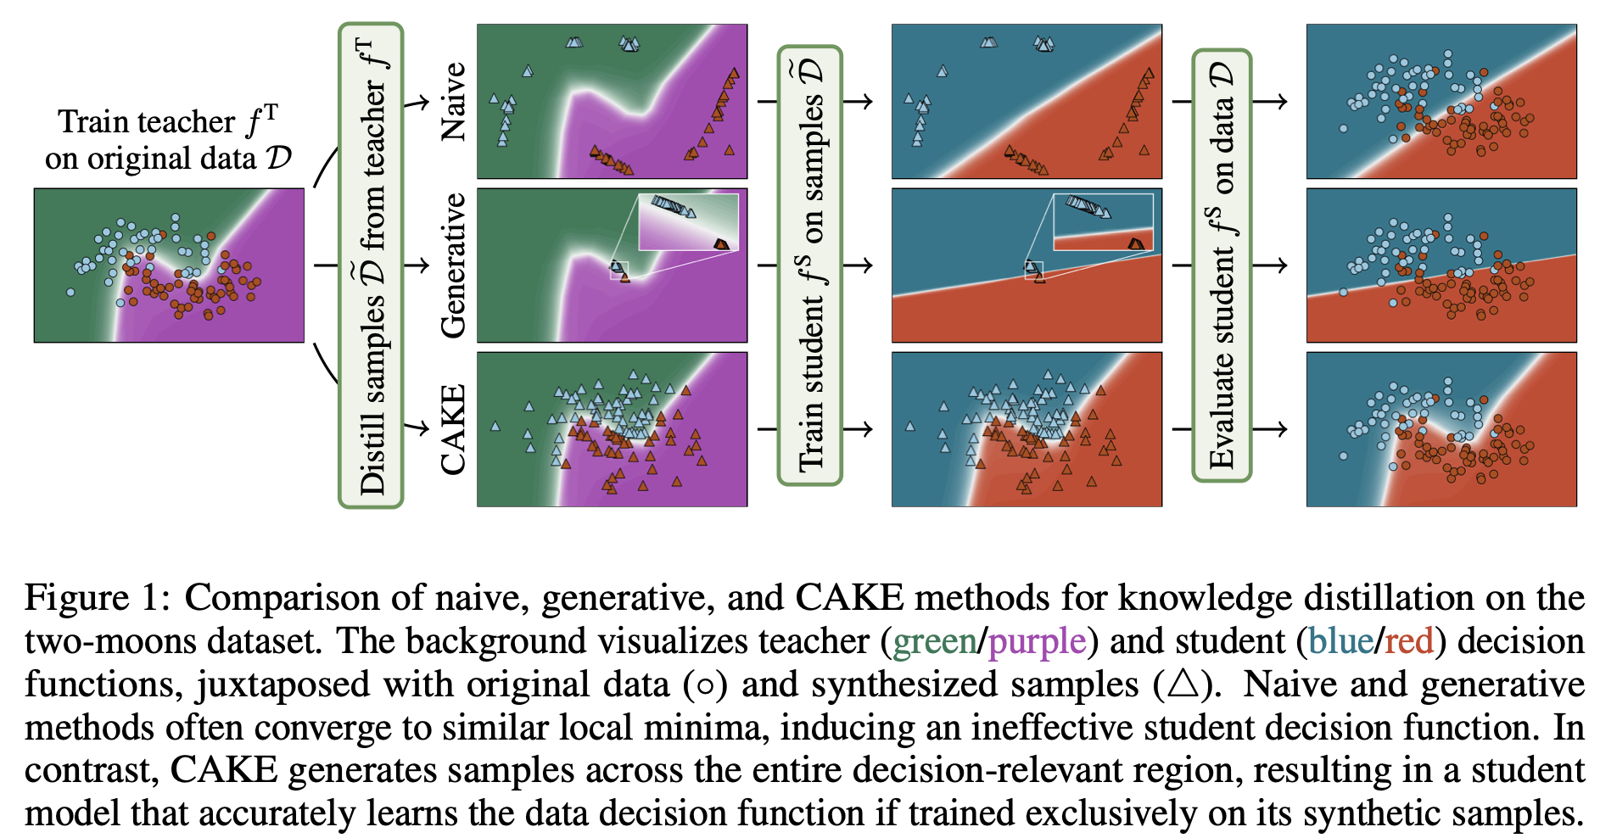 Train teacher fᵀ
on original data 𝒟
Distill samples 𝒟̃ from teacher fᵀ
Naive
Generative
CAKE
Train student fˢ on samples 𝒟̃
Evaluate student fˢ on data 𝒟
Figure 1: Comparison of naive, generative, and CAKE methods for knowledge distillation on the
two-moons dataset. The background visualizes teacher (green/purple) and student (blue/red) decision
functions, juxtaposed with original data (○) and synthesized samples (△). Naive and generative
methods often converge to similar local minima, inducing an ineffective student decision function. In
contrast, CAKE generates samples across the entire decision-relevant region, resulting in a student
model that accurately learns the data decision function if trained exclusively on its synthetic samples.